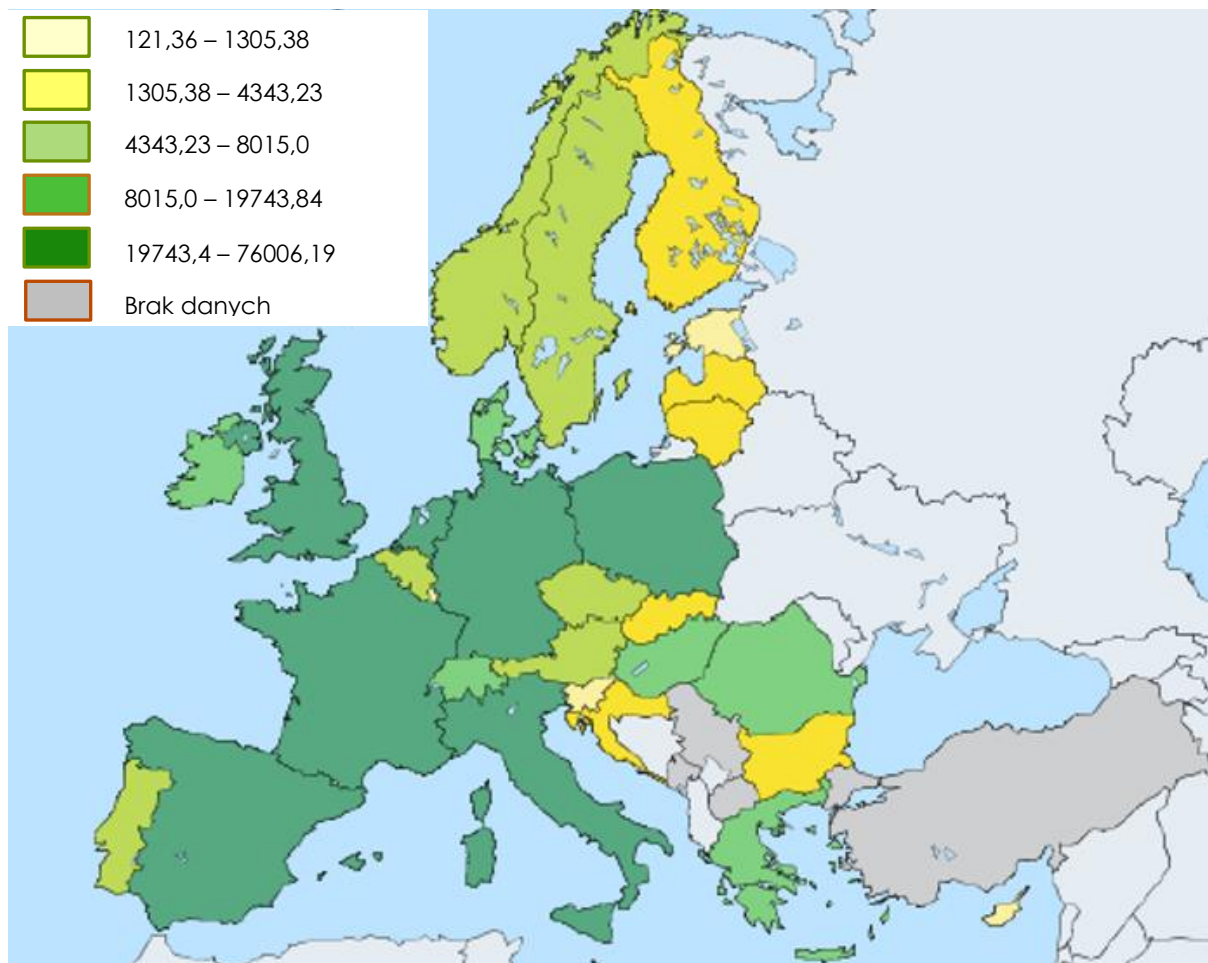 121,36 – 1305,38
1305,38 – 4343,23
4343,23 – 8015,0
8015,0 – 19743,84
19743,4 – 76006,19
Brak danych